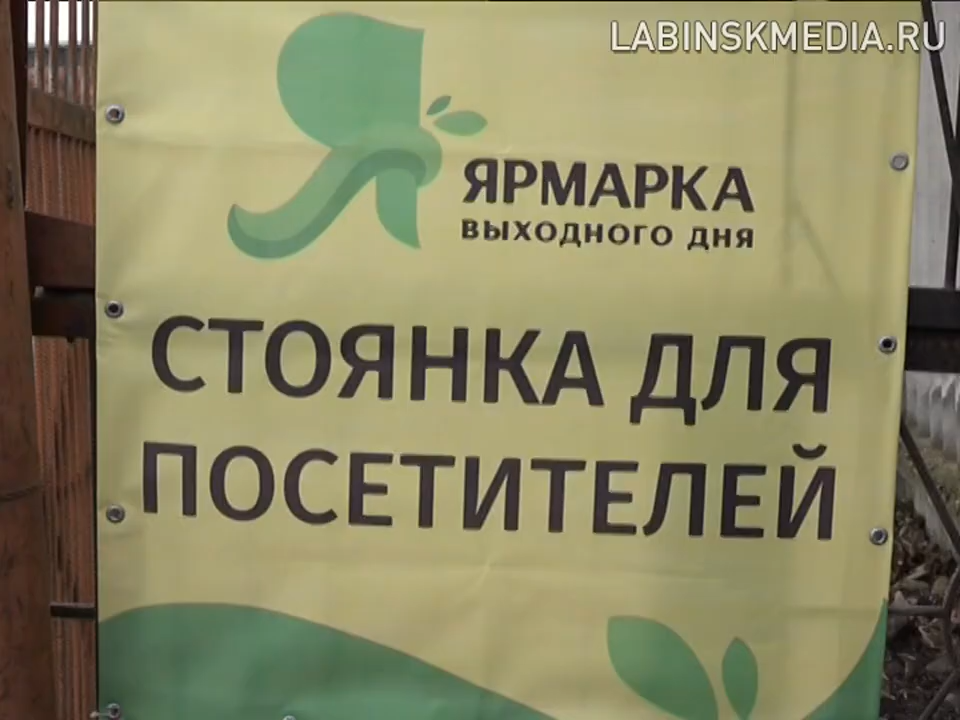 LABINSKMEDIA.RU
ЯРМАРКА
ВЫХОДНОГО ДНЯ
СТОЯНКА ДЛЯ
ПОСЕТИТЕЛЕЙ